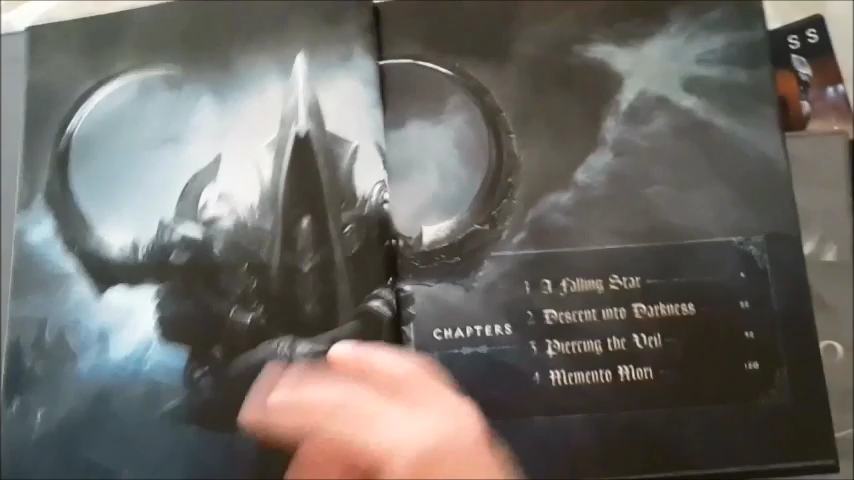 S S
CHAPTERS
1 A Falling Star
2 Descent into Darkness
3 Piercing the Veil
4 Memento Mori